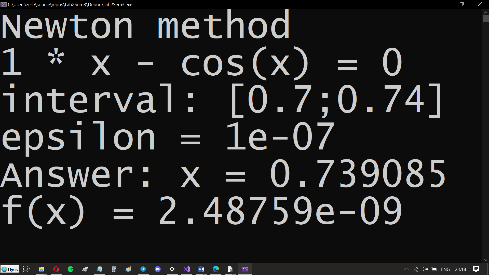 Newton method
1 * x - cos(x) = 0
interval: [0.7;0.74]
epsilon = 1e-07
Answer: x = 0.739085
f(x) = 2.48759e-09